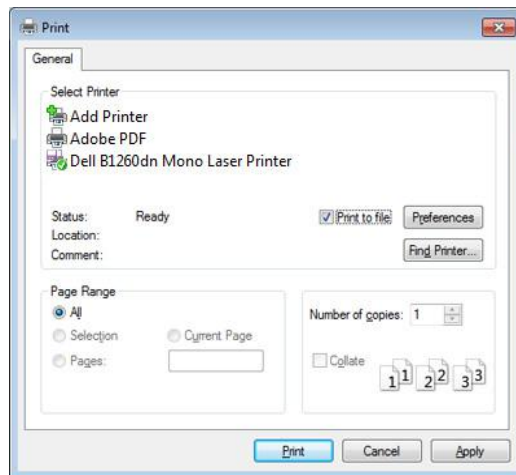 Print
General
Select Printer
Add Printer
Adobe PDF
Dell B1260dn Mono Laser Printer
Status: Ready
Location:
Comment:
Print to file
Preferences
Find Printer...
Page Range
All
Selection
Current Page
Pages:
Number of copies: 1
Collate
1 1 2 2 3 3
Print
Cancel
Apply